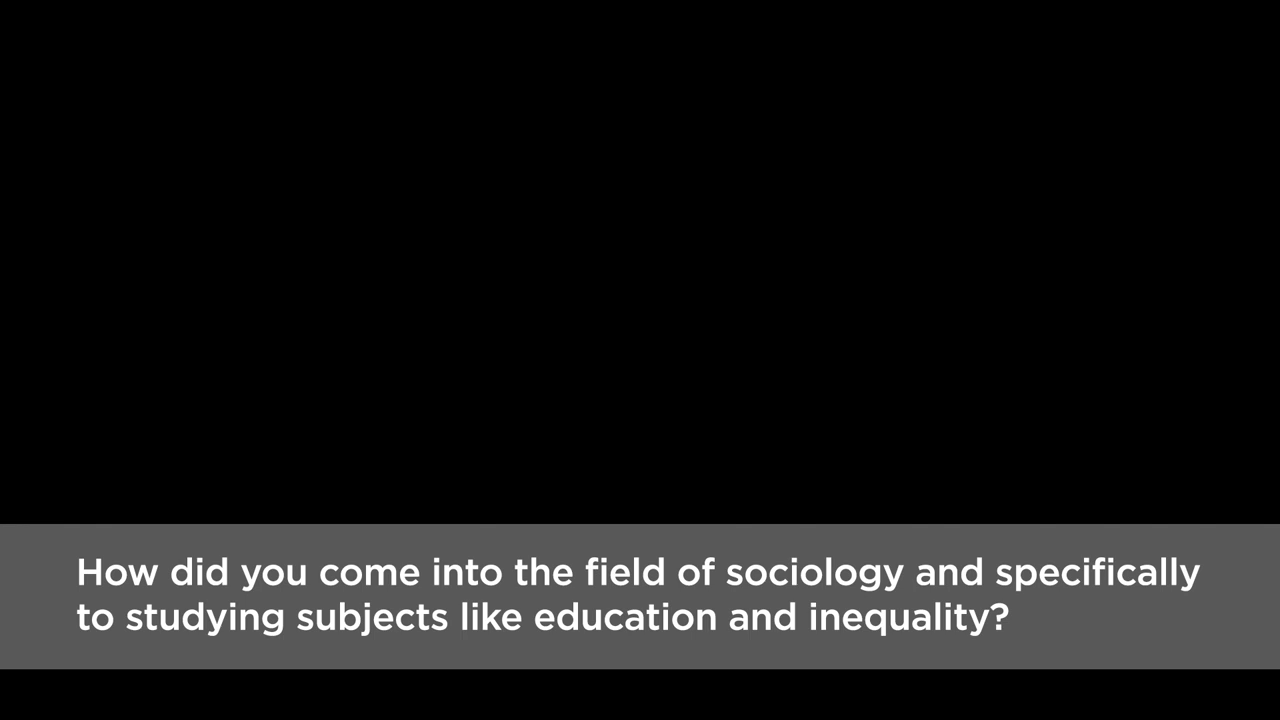 How did you come into the field of sociology and specifically
to studying subjects like education and inequality?